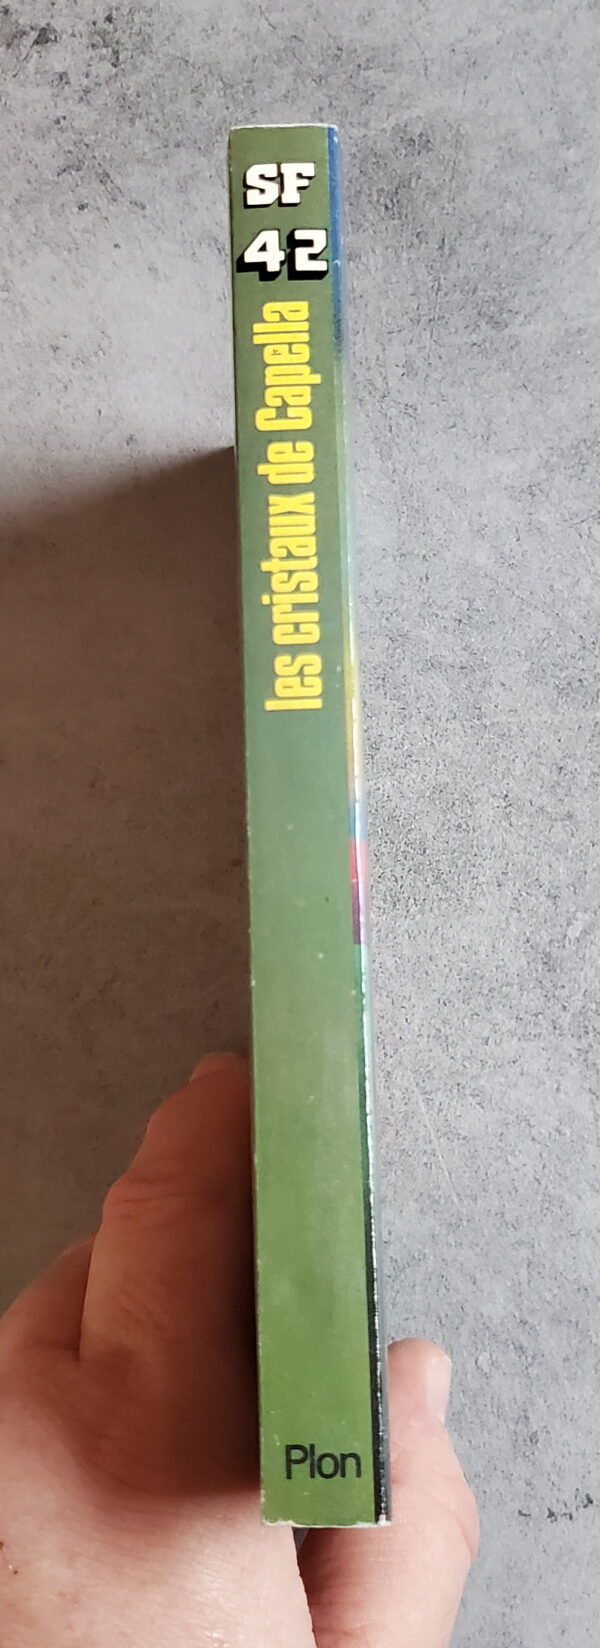 SF
42
les cristaux de Capella
Plon